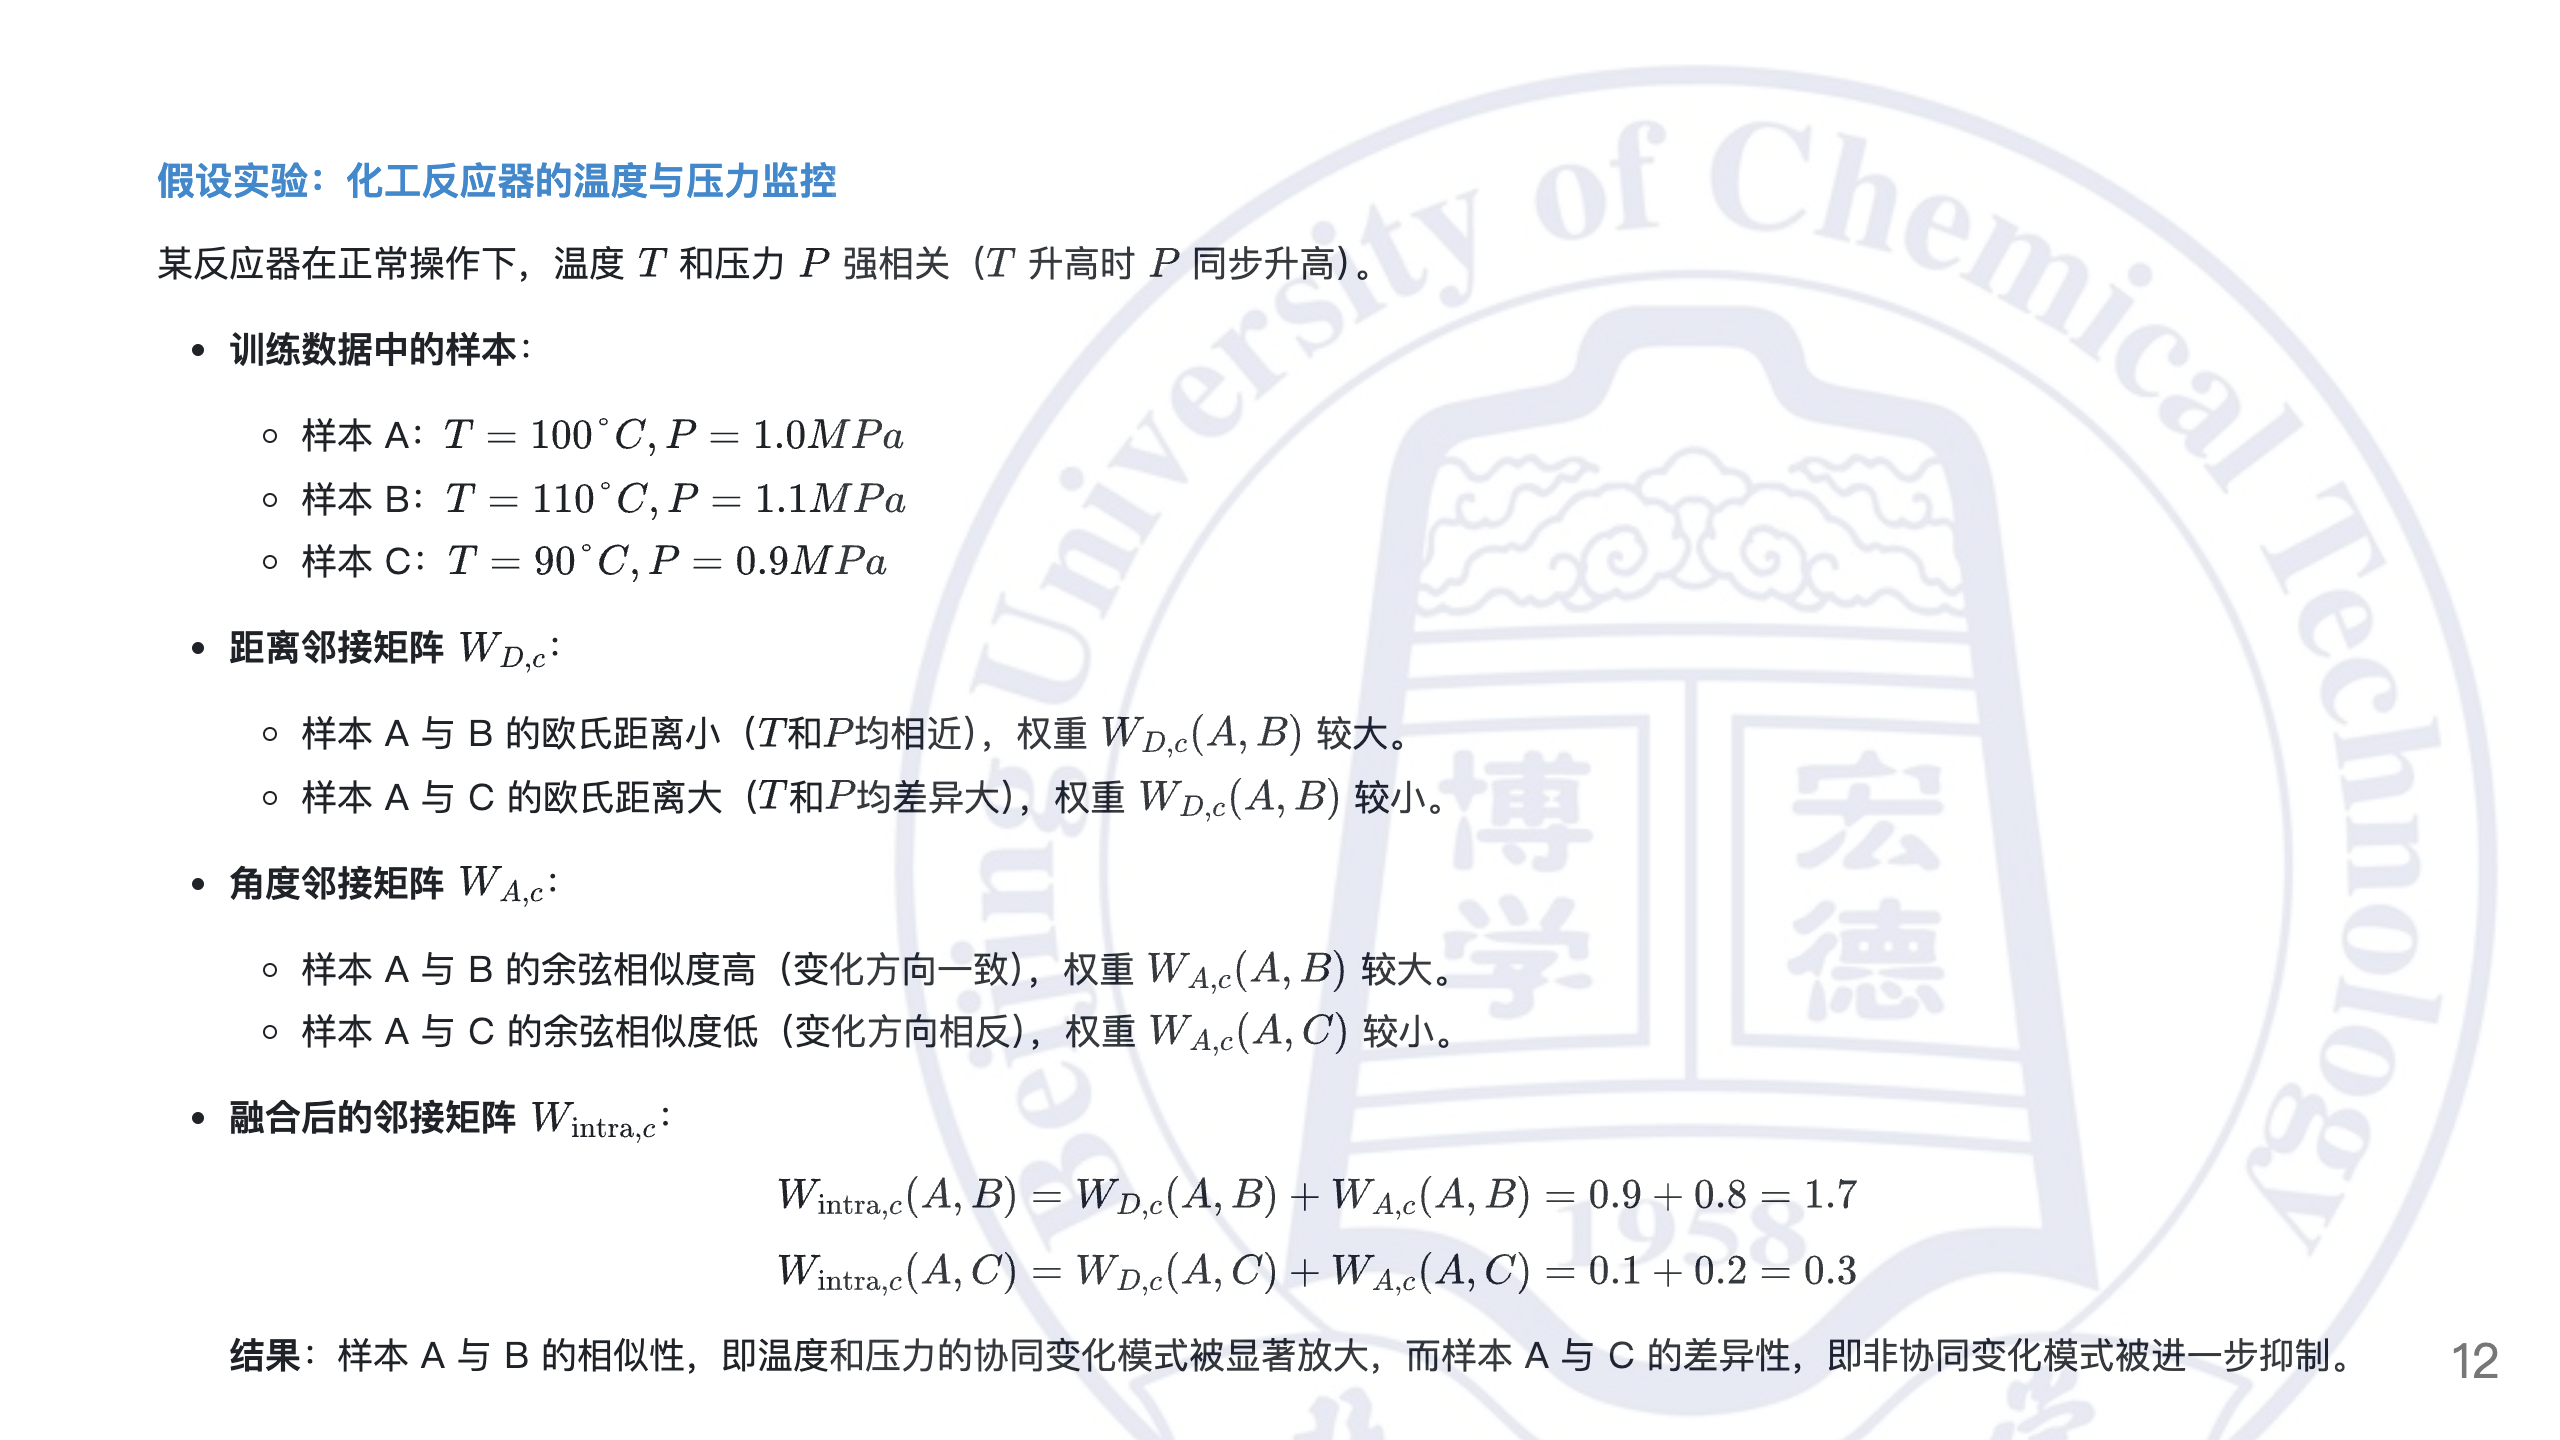 假设实验：化工反应器的温度与压力监控
某反应器在正常操作下，温度 T 和压力 P 强相关（T 升高时 P 同步升高）。
• 训练数据中的样本：
◦ 样本 A：T = 100°C, P = 1.0MPa
◦ 样本 B：T = 110°C, P = 1.1MPa
◦ 样本 C：T = 90°C, P = 0.9MPa
• 距离邻接矩阵 W_{D,c}：
◦ 样本 A 与 B 的欧氏距离小（T和P均相近），权重 W_{D,c}(A, B) 较大。
◦ 样本 A 与 C 的欧氏距离大（T和P均差异大），权重 W_{D,c}(A, B) 较小。
• 角度邻接矩阵 W_{A,c}：
◦ 样本 A 与 B 的余弦相似度高（变化方向一致），权重 W_{A,c}(A, B) 较大。
◦ 样本 A 与 C 的余弦相似度低（变化方向相反），权重 W_{A,c}(A, C) 较小。
• 融合后的邻接矩阵 W_{intra,c}：
W_{intra,c}(A, B) = W_{D,c}(A, B) + W_{A,c}(A, B) = 0.9 + 0.8 = 1.7
W_{intra,c}(A, C) = W_{D,c}(A, C) + W_{A,c}(A, C) = 0.1 + 0.2 = 0.3
结果：样本 A 与 B 的相似性，即温度和压力的协同变化模式被显著放大，而样本 A 与 C 的差异性，即非协同变化模式被进一步抑制。
12
Beijing University of Chemical Technology
博学
宏德
1958